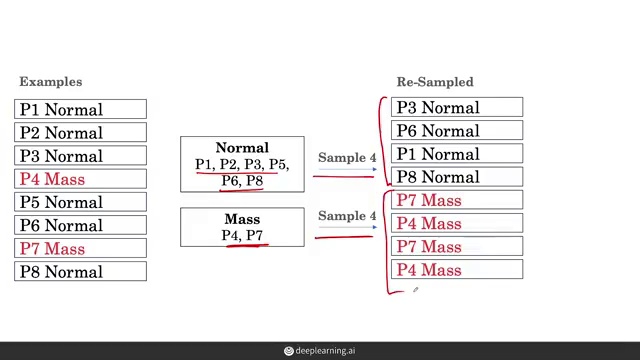 Examples
P1 Normal
P2 Normal
P3 Normal
P4 Mass
P5 Normal
P6 Normal
P7 Mass
P8 Normal
Normal
P1, P2, P3, P5,
P6, P8
Mass
P4, P7
Sample 4
Sample 4
Re-Sampled
P3 Normal
P6 Normal
P1 Normal
P8 Normal
P7 Mass
P4 Mass
P7 Mass
P4 Mass
deeplearning.ai